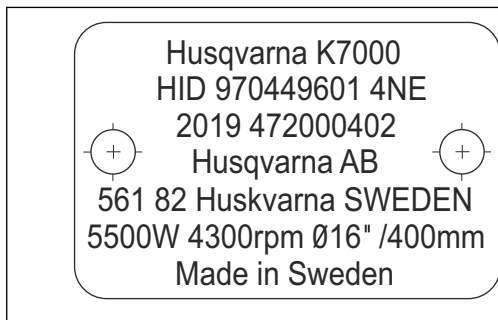 Husqvarna K7000
HID 970449601 4NE
2019 472000402
Husqvarna AB
561 82 Huskvarna SWEDEN
5500W 4300rpm Ø16" /400mm
Made in Sweden